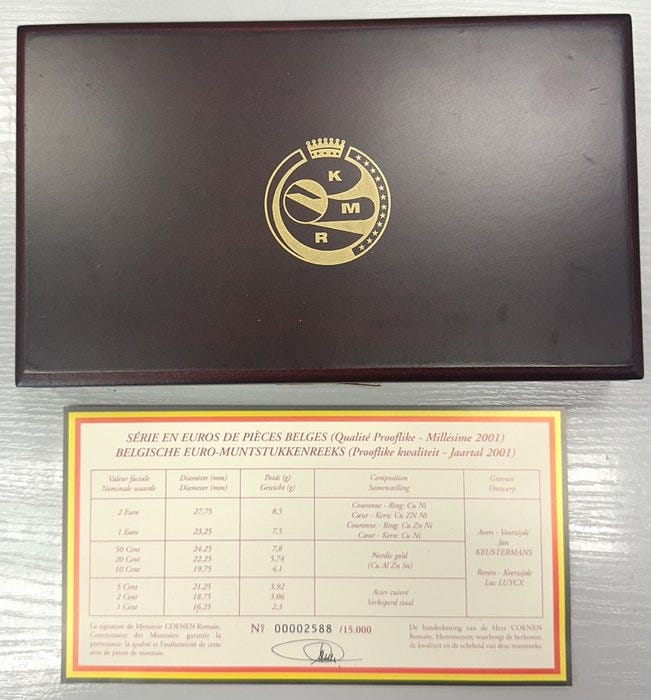 K
M
R
SÉRIE EN EUROS DE PIÈCES BELGES (Qualité Prooflike - Millésime 2001)
BELGISCHE EURO-MUNTSTUKKENREEKS (Prooflike kwaliteit - Jaartal 2001)
Valeur faciale Diamètre (mm) Poids (g) Composition Graveur
Nominale waarde Diameter (mm) Gewicht (g) Samenstelling Ontwerp
2 Euro 27,75 8,5 Couronne - Ring: Cu Ni
Cœur - Kern: Cu ZN Ni
1 Euro 23,25 7,5 Couronne - Ring: Cu Zn Ni
Cœur - Kern: Cu Ni
50 Cent 24,25 7,8
20 Cent 22,25 5,74 Nordic gold
10 Cent 19,75 4,1 (Cu Al Zn Sn)
5 Cent 21,25 3,92
2 Cent 18,75 3,06 Acier cuivré
1 Cent 16,25 2,3 Verkoperd staal
Avers - Voorzijde
Jan
KEUSTERMANS
Revers - Keerzijde
Luc LUYCX
La signature de Monsieur COENEN Romain,
Commissaire des Monnaies, garantit la
provenance, la qualité et l'authenticité de cette
série de pièces de monnaie.
Nº 00002588 /15.000
De handtekening van de Heer COENEN
Romain, Muntmeester, waarborgt de herkomst,
de kwaliteit en de echtheid van deze muntreeks.